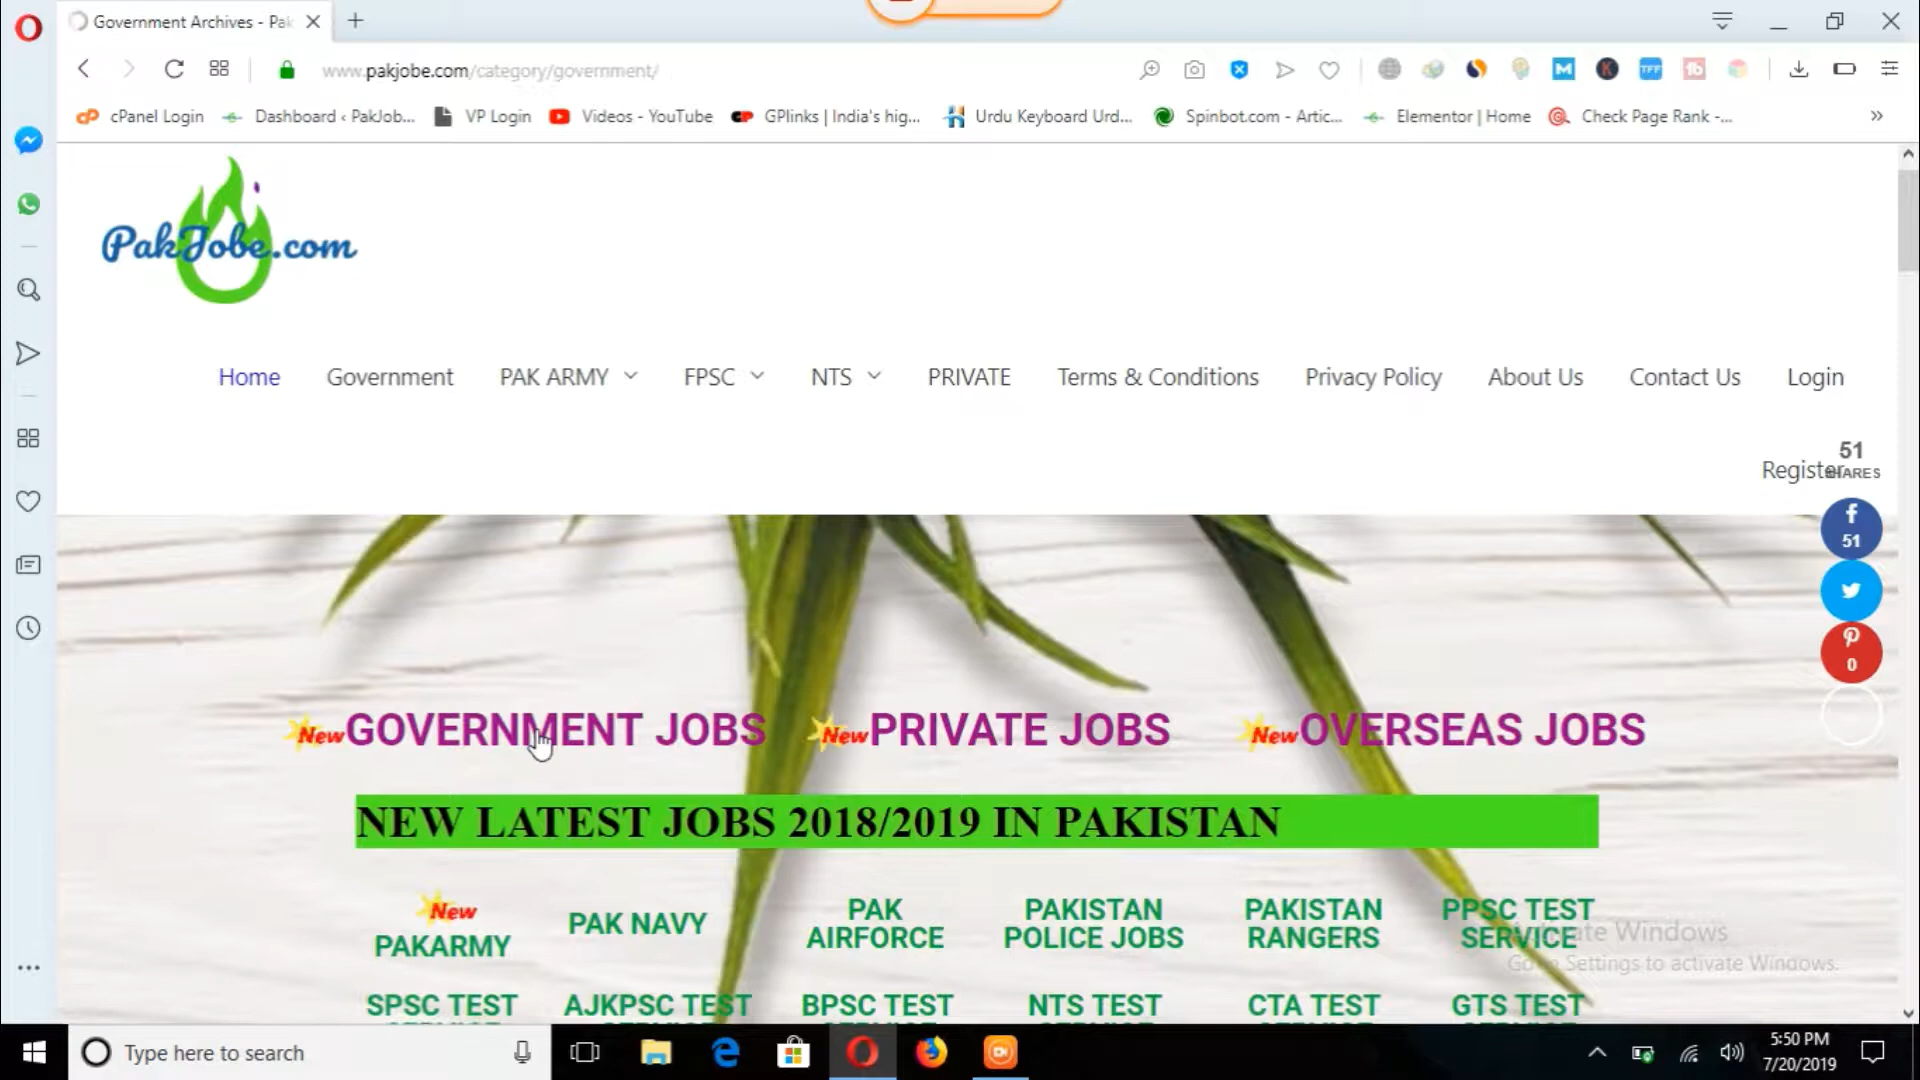 Government Archives - Pak
www.pakjobe.com/category/government/
cPanel Login
Dashboard ‹ PakJob...
VP Login
Videos - YouTube
GPlinks | India's hig...
Urdu Keyboard Urd...
Spinbot.com - Artic...
Elementor | Home
Check Page Rank -...
PakJobe.com
Home
Government
PAK ARMY
FPSC
NTS
PRIVATE
Terms & Conditions
Privacy Policy
About Us
Contact Us
Login
Register
51
SHARES
51
0
New GOVERNMENT JOBS
New PRIVATE JOBS
New OVERSEAS JOBS
NEW LATEST JOBS 2018/2019 IN PAKISTAN
New
PAKARMY
PAK NAVY
PAK
AIRFORCE
PAKISTAN
POLICE JOBS
PAKISTAN
RANGERS
PPSC TEST
SERVICE
Activate Windows
Go to Settings to activate Windows.
SPSC TEST
AJKPSC TEST
BPSC TEST
NTS TEST
CTA TEST
GTS TEST
Type here to search
5:50 PM
7/20/2019